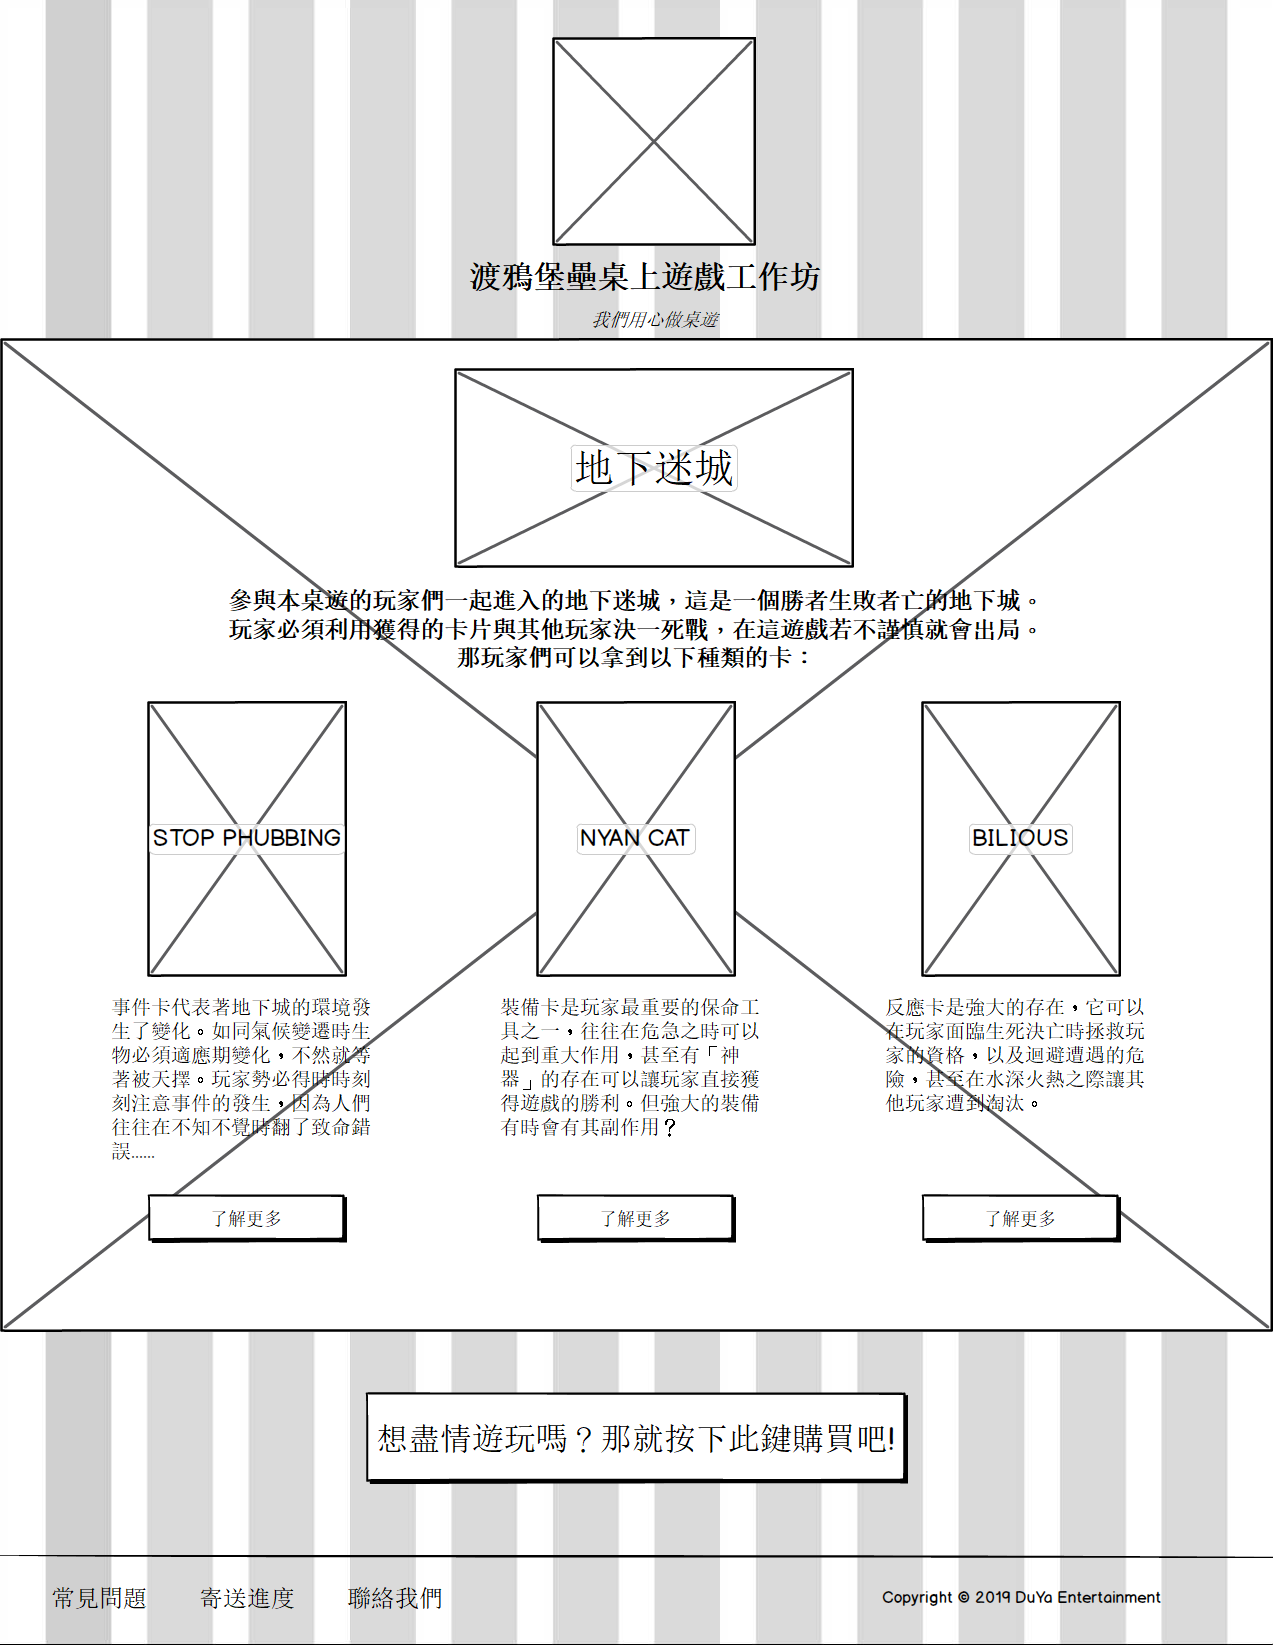 渡鴉堡壘桌上遊戲工作坊
我們用心做桌遊
地下迷城
參與本桌遊的玩家們一起進入的地下迷城，這是一個勝者生敗者亡的地下城。
玩家必須利用獲得的卡片與其他玩家決一死戰，在這遊戲若不謹慎就會出局。
那玩家們可以拿到以下種類的卡：
STOP PHUBBING
事件卡代表著地下城的環境發
生了變化。如同氣候變遷時生
物必須適應期變化，不然就等
著被天擇。玩家勢必得時時刻
刻注意事件的發生，因為人們
往往在不知不覺時翻了致命錯
誤......
了解更多
NYAN CAT
裝備卡是玩家最重要的保命工
具之一，往往在危急之時可以
起到重大作用，甚至有「神
器」的存在可以讓玩家直接獲
得遊戲的勝利。但強大的裝備
有時會有其副作用？
了解更多
BILIOUS
反應卡是強大的存在，它可以
在玩家面臨生死決亡時拯救玩
家的資格，以及迴避遭遇的危
險，甚至在水深火熱之際讓其
他玩家遭到淘汰。
了解更多
想盡情遊玩嗎？那就按下此鍵購買吧!
常見問題 寄送進度 聯絡我們 Copyright © 2019 DuYa Entertainment